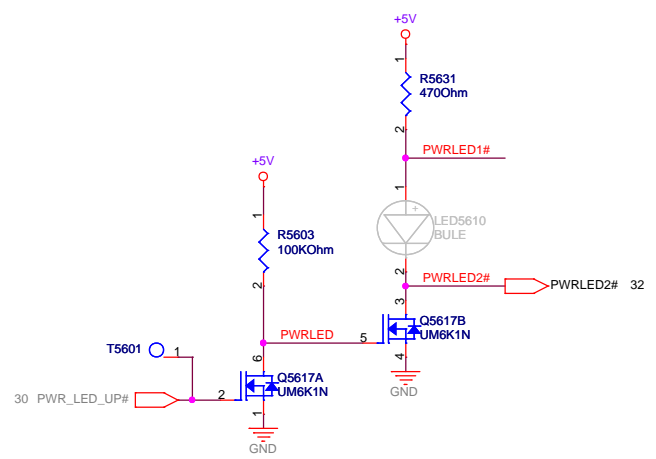 +5V
1
R5631
470Ohm
2
PWRLED1#
+5V
1
1
R5603
100KOhm
2
+
LED5610
BULE
2
PWRLED2#
PWRLED2# 32
3
PWRLED
5
Q5617B
UM6K1N
4
GND
T5601
1
6
Q5617A
UM6K1N
30 PWR_LED_UP#
2
1
GND